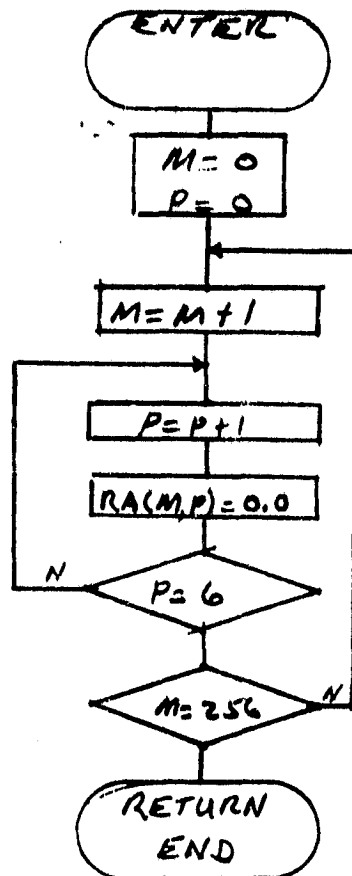 ENTER
M = 0
P = 0
M = M + 1
P = P + 1
RA(M,P) = 0.0
N
P = 6
M = 256
N
RETURN
END